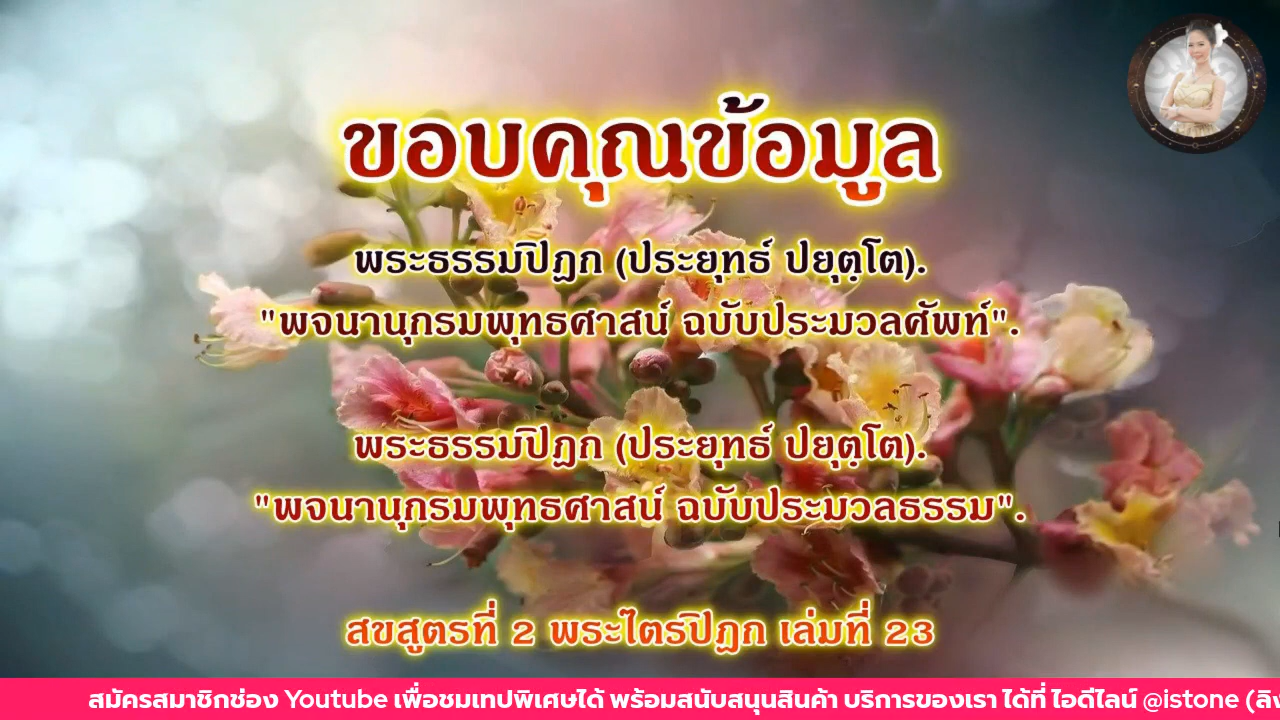 ขอบคุณข้อมูล
พระธรรมปิฏก (ประยุทธ์ ปยุตฺโต).
"พจนานุกรมพุทธศาสน์ ฉบับประมวลศัพท์".
พระธรรมปิฏก (ประยุทธ์ ปยุตฺโต).
"พจนานุกรมพุทธศาสน์ ฉบับประมวลธรรม".
สขสูตรที่ 2 พระไตรปิฎก เล่มที่ 23
สมัครสมาชิกช่อง Youtube เพื่อชมเทปพิเศษได้ พร้อมสนับสนุนสินค้า บริการของเรา ได้ที่ ไอดีไลน์ @istone